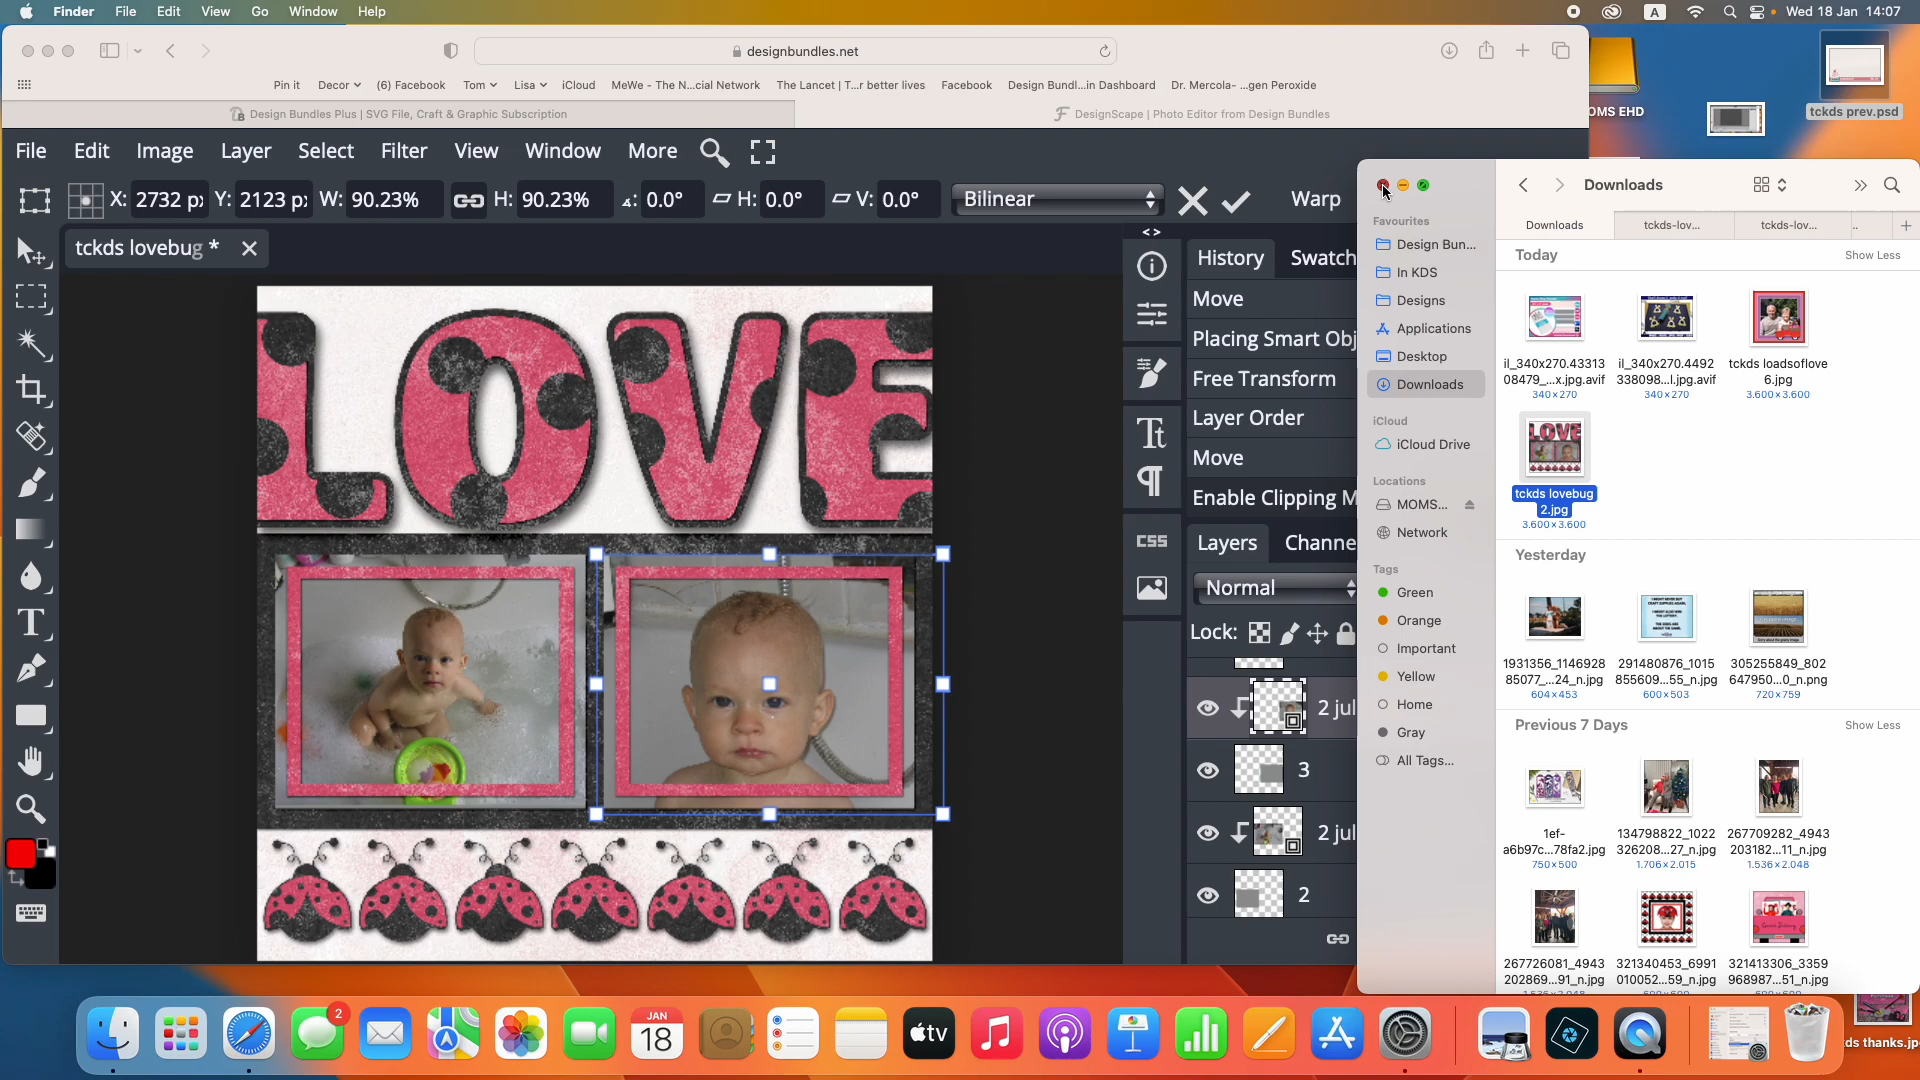 Finder File Edit View Go Window Help
A Wed 18 Jan 14:07
designbundles.net
Pin it Decor (6) Facebook Tom Lisa iCloud MeWe - The N...cial Network The Lancet | T...r better lives Facebook Design Bundl...in Dashboard Dr. Mercola- ...gen Peroxide
Design Bundles Plus | SVG File, Craft & Graphic Subscription
DesignScape | Photo Editor from Design Bundles
OMS EHD
tckds prev.psd
File Edit Image Layer Select Filter View Window More
X: 2732 p Y: 2123 p W: 90.23% H: 90.23% 0.0° H: 0.0° V: 0.0° Bilinear Warp
tckds lovebug *
LOVE
History Swatch
Move
Placing Smart Obj
Free Transform
Layer Order
Move
Enable Clipping M
CSS
Layers Channe
Normal
Lock:
2 jul
3
2 jul
2
Favourites
Design Bun...
In KDS
Designs
Applications
Desktop
Downloads
iCloud
iCloud Drive
Locations
MOMS...
Network
Tags
Green
Orange
Important
Yellow
Home
Gray
All Tags...
Downloads
Downloads tckds-lov... tckds-lov... ..
Today Show Less
il_340x270.43313
08479_...x.jpg.avif
340×270
il_340x270.4492
338098...l.jpg.avif
340×270
tckds loadsoflove
6.jpg
3.600×3.600
tckds lovebug
2.jpg
3.600×3.600
Yesterday
1931356_1146928
85077_...24_n.jpg
604×453
291480876_1015
855609...55_n.jpg
600×503
305255849_802
647950...0_n.png
720×759
Previous 7 Days Show Less
1ef-
a6b97c...78fa2.jpg
750×500
134798822_1022
326208...27_n.jpg
1.706×2.015
267709282_4943
203182...11_n.jpg
1.536×2.048
267726081_4943
202869...91_n.jpg
321340453_6991
010052...59_n.jpg
321413306_3359
968987...51_n.jpg
2
JAN
18
tv
ds thanks.jp